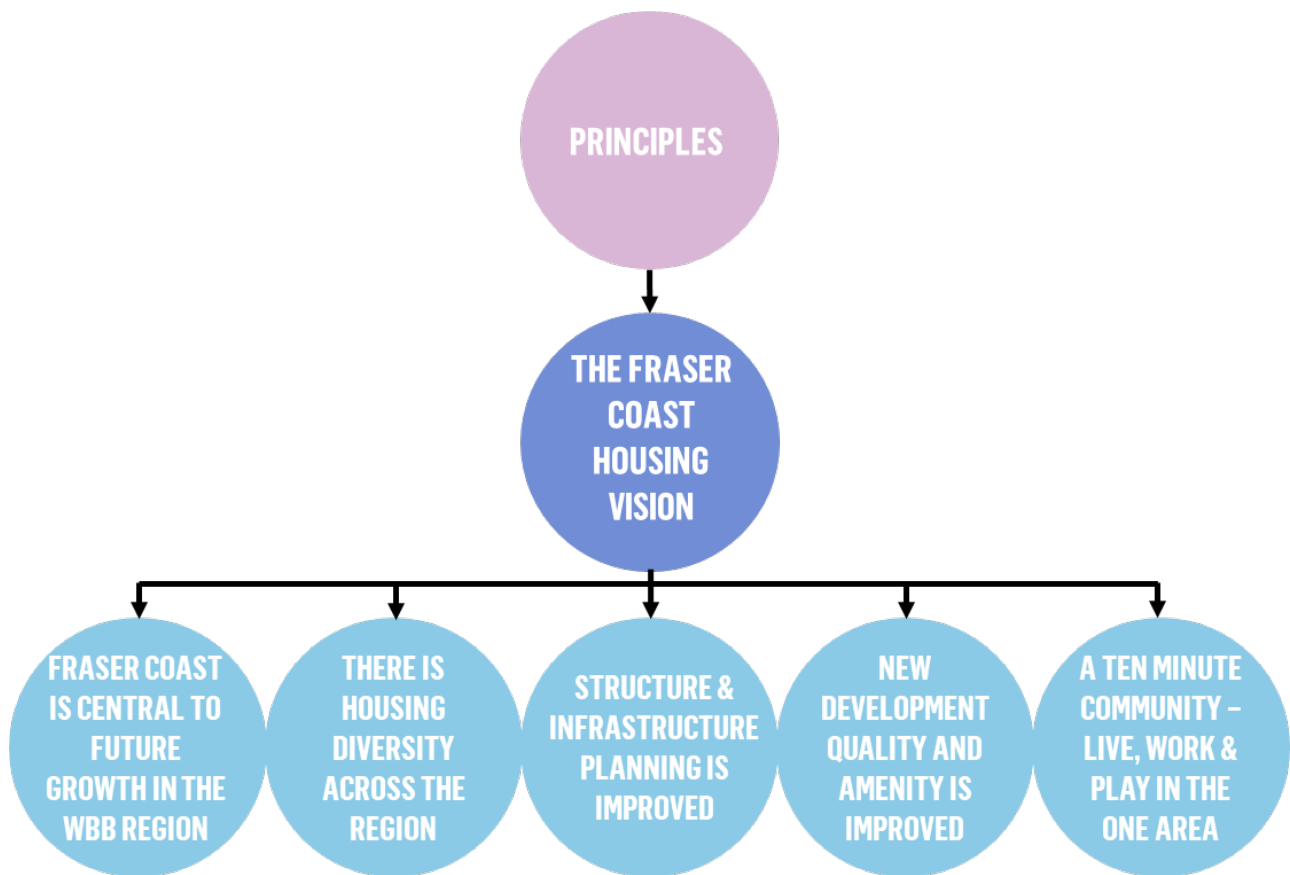 PRINCIPLES
THE FRASER
COAST
HOUSING
VISION
FRASER COAST
IS CENTRAL TO
FUTURE
GROWTH IN THE
WBB REGION
THERE IS
HOUSING
DIVERSITY
ACROSS THE
REGION
STRUCTURE &
INFRASTRUCTURE
PLANNING IS
IMPROVED
NEW
DEVELOPMENT
QUALITY AND
AMENITY IS
IMPROVED
A TEN MINUTE
COMMUNITY –
LIVE, WORK &
PLAY IN THE
ONE AREA